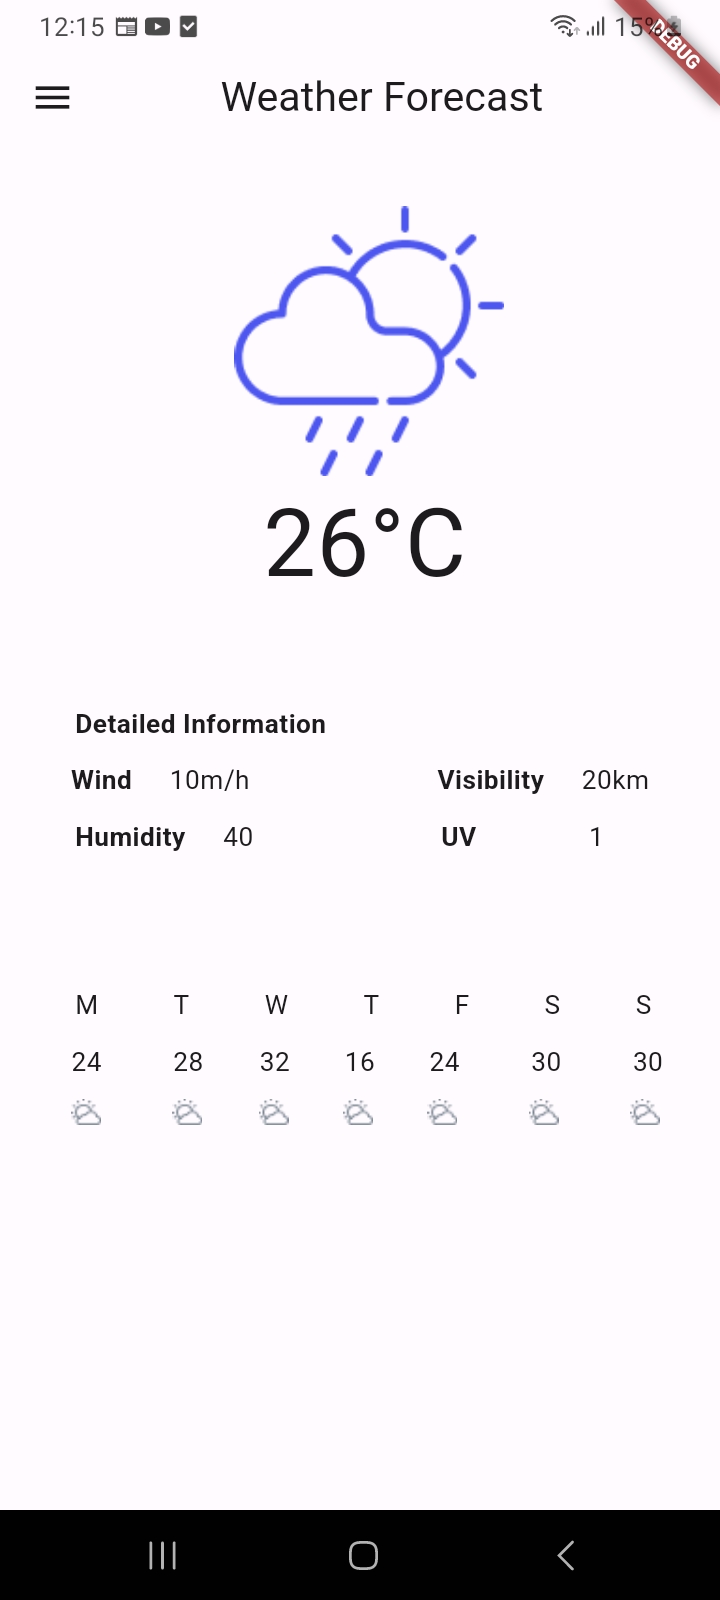 12:15 15%
DEBUG
Weather Forecast
26°C
Detailed Information
Wind 10m/h Visibility 20km
Humidity 40 UV 1
M T W T F S S
24 28 32 16 24 30 30